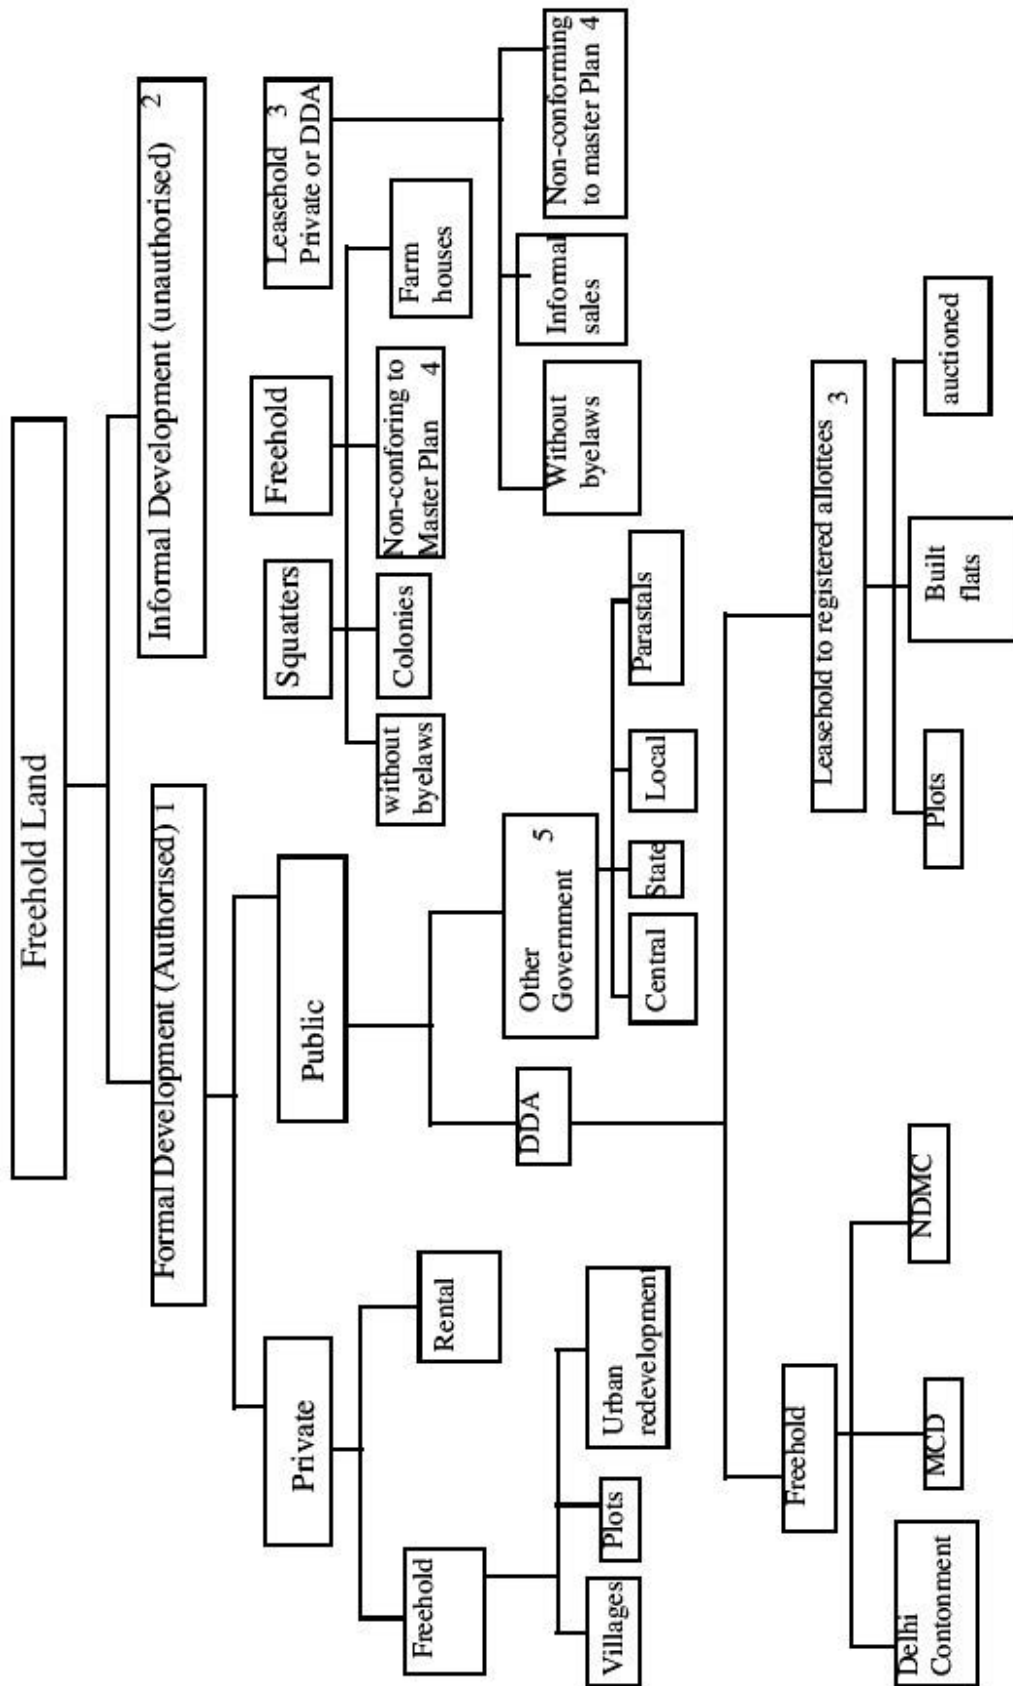 Freehold Land
Formal Development (Authorised) 1
Informal Development (unauthorised) 2
Private
Public
Squatters
Freehold
Leasehold 3
Private or DDA
Freehold
Rental
without
byelaws
Colonies
Non-conforing to
Master Plan 4
Farm
houses
DDA
Other
Government 5
Without
byelaws
Informal
sales
Non-conforming
to master Plan 4
Villages
Plots
Urban
redevelopment
Central
State
Local
Parastals
Freehold
Leasehold to registered allottees
3
Delhi
Contonment
MCD
NDMC
Plots
Built
flats
auctioned